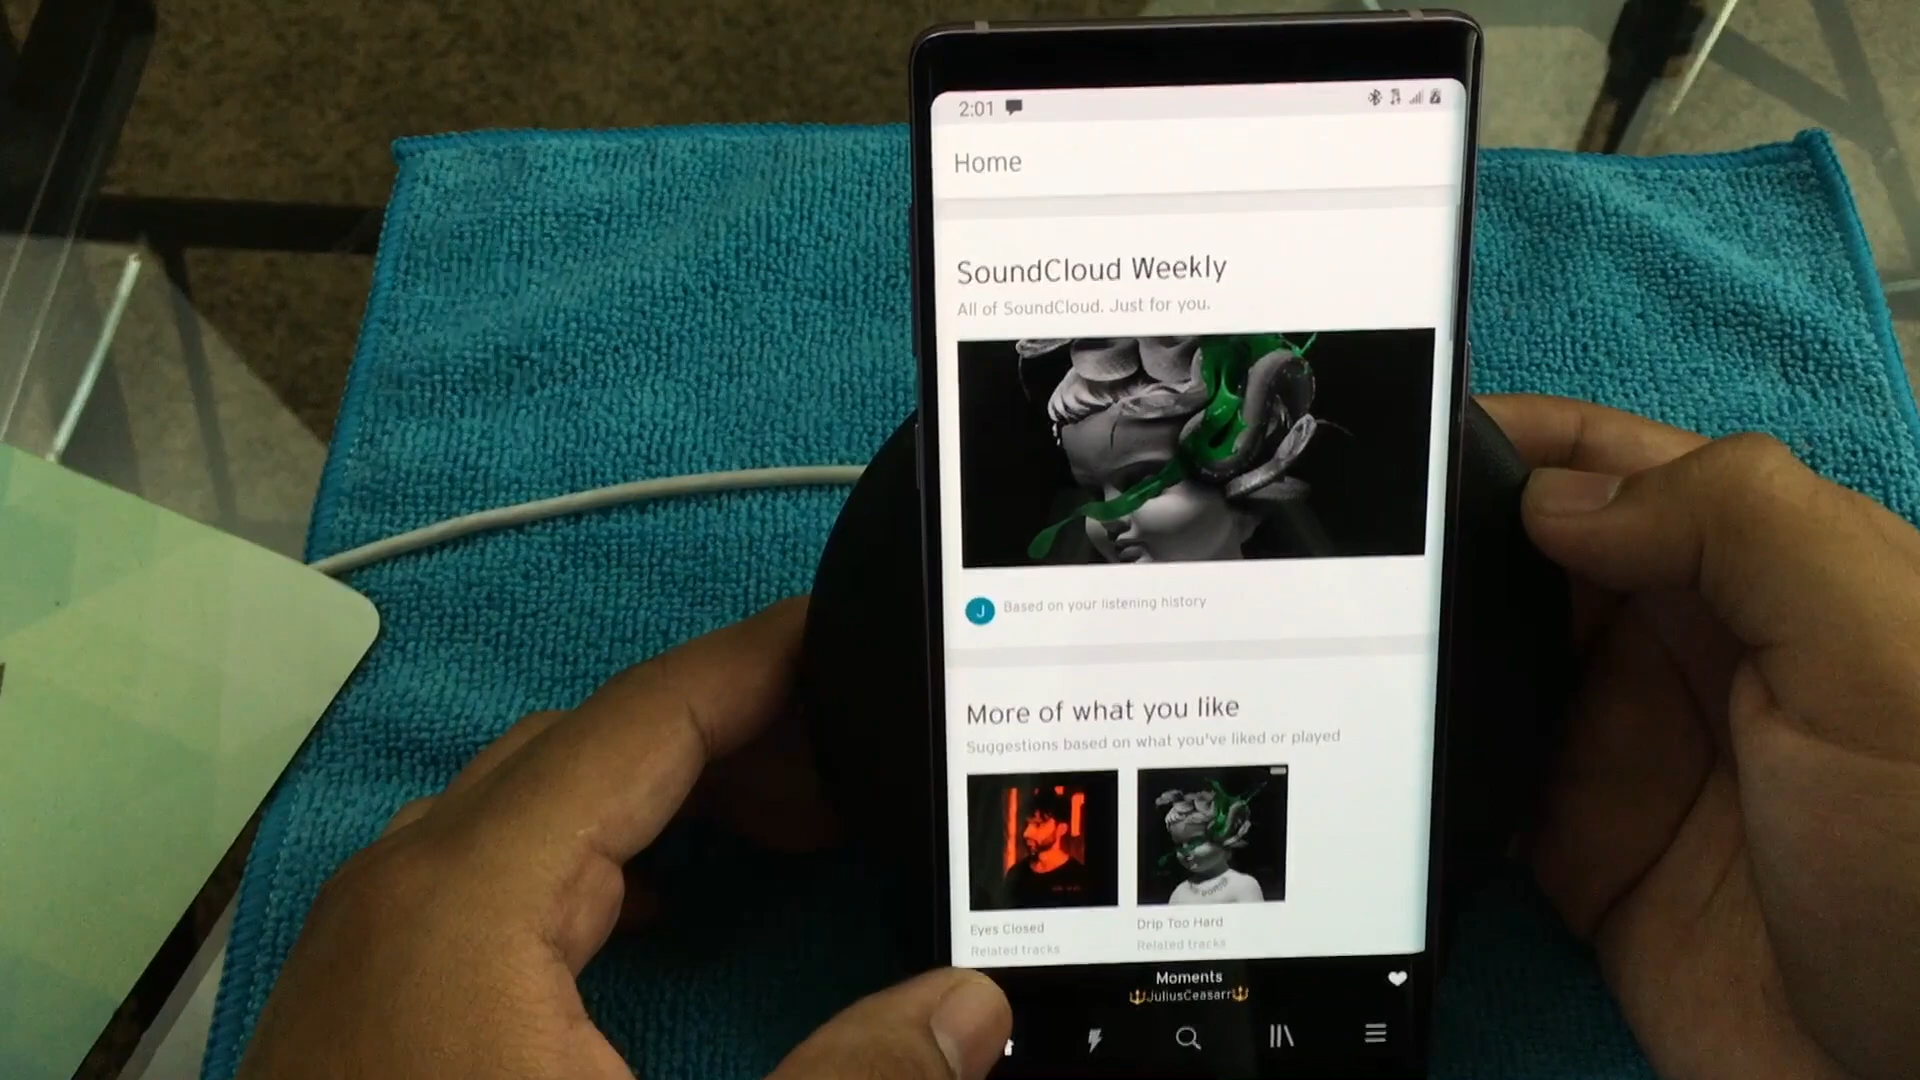 2:01
Home
SoundCloud Weekly
All of SoundCloud. Just for you.
J
Based on your listening history
More of what you like
Suggestions based on what you've liked or played
Eyes Closed
Related tracks
Drip Too Hard
Related tracks
Moments
🔱JuliusCeasarr🔱